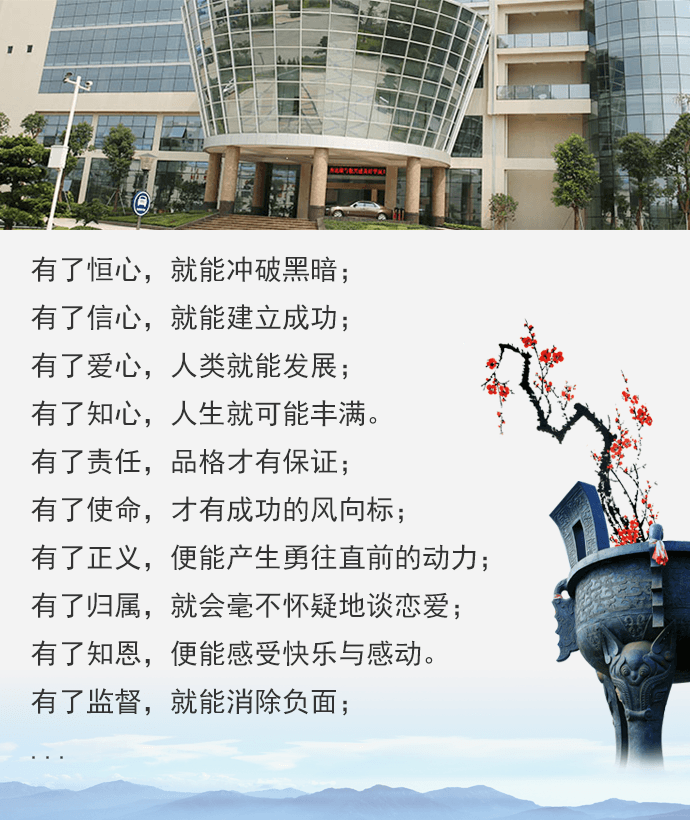 有了恒心，就能冲破黑暗；
有了信心，就能建立成功；
有了爱心，人类就能发展；
有了知心，人生就可能丰满。
有了责任，品格才有保证；
有了使命，才有成功的风向标；
有了正义，便能产生勇往直前的动力；
有了归属，就会毫不怀疑地谈恋爱；
有了知恩，便能感受快乐与感动。
有了监督，就能消除负面；
...